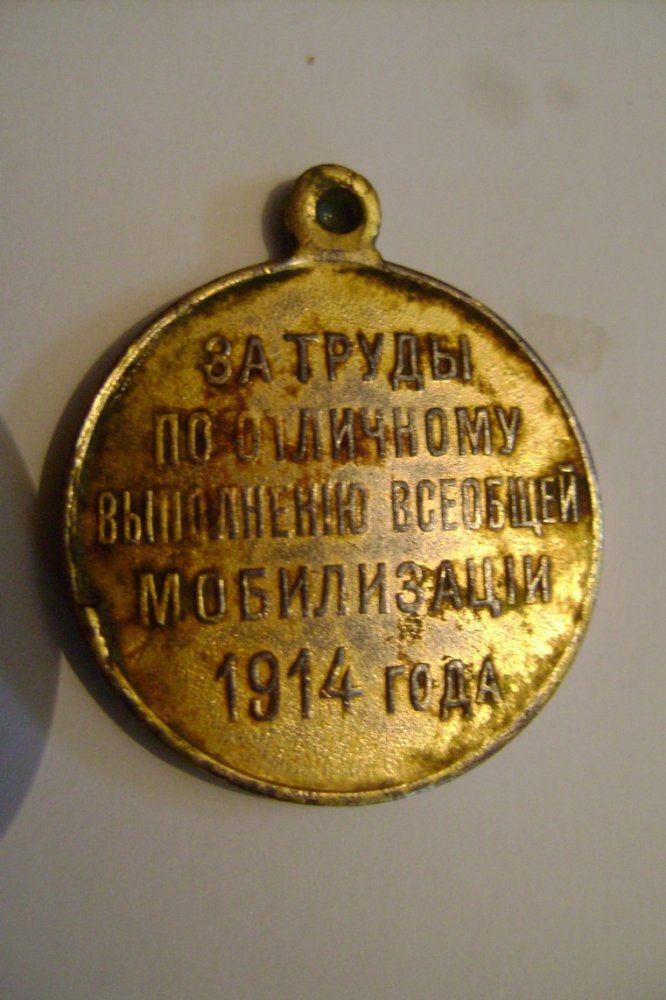 ЗА ТРУДЫ
ПО ОТЛИЧНОМУ
ВЫПОЛНЕНІЮ ВСЕОБЩЕЙ
МОБИЛИЗАЦІИ
1914 ГОДА